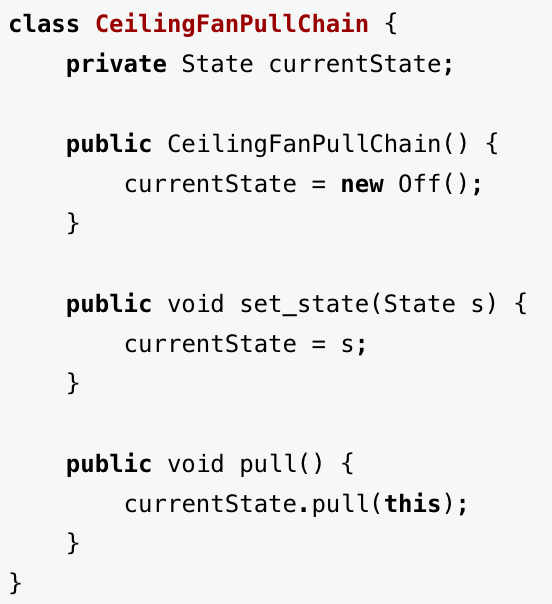 class CeilingFanPullChain {
    private State currentState;

    public CeilingFanPullChain() {
        currentState = new Off();
    }

    public void set_state(State s) {
        currentState = s;
    }

    public void pull() {
        currentState.pull(this);
    }
}